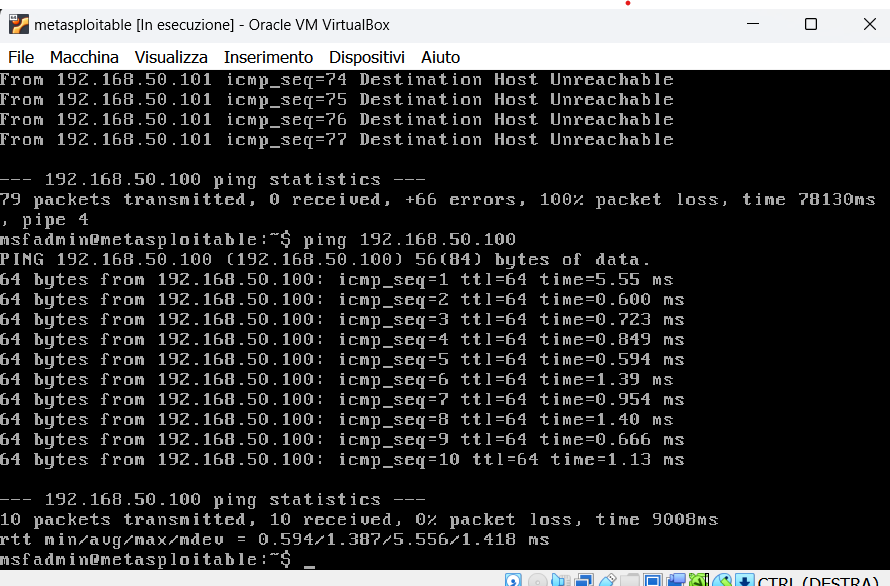 metasploitable [In esecuzione] - Oracle VM VirtualBox
File Macchina Visualizza Inserimento Dispositivi Aiuto
From 192.168.50.101 icmp_seq=74 Destination Host Unreachable
From 192.168.50.101 icmp_seq=75 Destination Host Unreachable
From 192.168.50.101 icmp_seq=76 Destination Host Unreachable
From 192.168.50.101 icmp_seq=77 Destination Host Unreachable
--- 192.168.50.100 ping statistics ---
79 packets transmitted, 0 received, +66 errors, 100% packet loss, time 78130ms
, pipe 4
msfadmin@metasploitable:~$ ping 192.168.50.100
PING 192.168.50.100 (192.168.50.100) 56(84) bytes of data.
64 bytes from 192.168.50.100: icmp_seq=1 ttl=64 time=5.55 ms
64 bytes from 192.168.50.100: icmp_seq=2 ttl=64 time=0.600 ms
64 bytes from 192.168.50.100: icmp_seq=3 ttl=64 time=0.723 ms
64 bytes from 192.168.50.100: icmp_seq=4 ttl=64 time=0.849 ms
64 bytes from 192.168.50.100: icmp_seq=5 ttl=64 time=0.594 ms
64 bytes from 192.168.50.100: icmp_seq=6 ttl=64 time=1.39 ms
64 bytes from 192.168.50.100: icmp_seq=7 ttl=64 time=0.954 ms
64 bytes from 192.168.50.100: icmp_seq=8 ttl=64 time=1.40 ms
64 bytes from 192.168.50.100: icmp_seq=9 ttl=64 time=0.666 ms
64 bytes from 192.168.50.100: icmp_seq=10 ttl=64 time=1.13 ms
--- 192.168.50.100 ping statistics ---
10 packets transmitted, 10 received, 0% packet loss, time 9008ms
rtt min/avg/max/mdev = 0.594/1.387/5.556/1.418 ms
msfadmin@metasploitable:~$ _
CTRL (DESTRA)